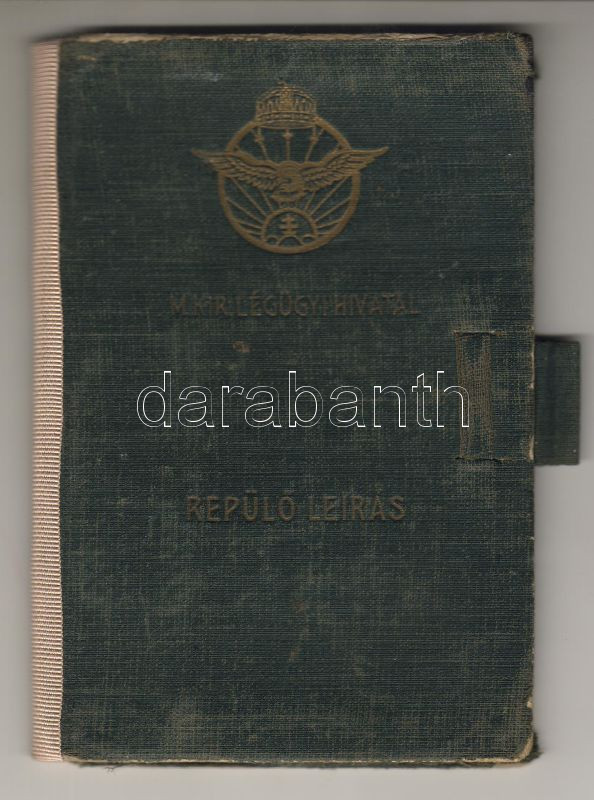 M. KIR. LÉGÜGYI HIVATAL
darabanth
REPÜLŐ LEÍRÁS